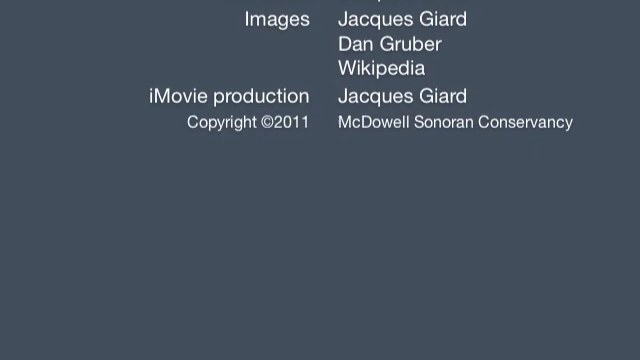 Images Jacques Giard
Dan Gruber
Wikipedia
iMovie production Jacques Giard
Copyright ©2011 McDowell Sonoran Conservancy